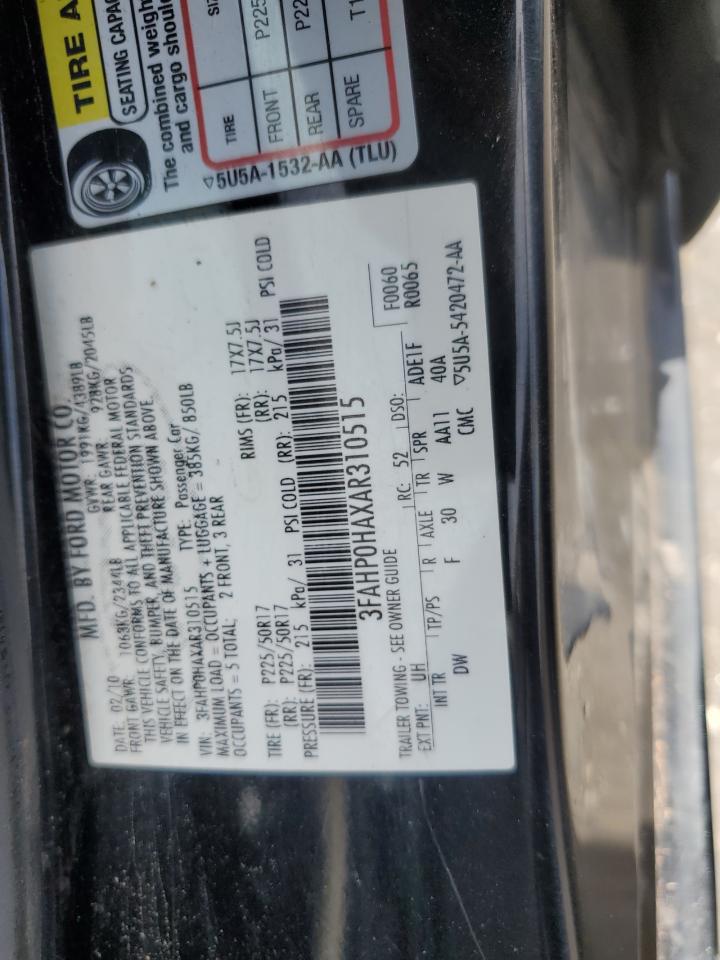 TIRE A
SEATING CAPA
The combined weigh
and cargo shoul
TIRE SI
FRONT P225
REAR P22
SPARE T1
5U5A-1532-AA (TLU)
MFD. BY FORD MOTOR CO.
DATE: 02/10 GVWR: 1991KG/4389LB
FRONT GAWR: 1063KG/2344LB REAR GAWR: 928KG/2045LB
THIS VEHICLE CONFORMS TO ALL APPLICABLE FEDERAL MOTOR
VEHICLE SAFETY, BUMPER, AND THEFT PREVENTION STANDARDS
IN EFFECT ON THE DATE OF MANUFACTURE SHOWN ABOVE
VIN: 3FAHP0HAXAR310515 TYPE: Passenger Car
MAXIMUM LOAD = OCCUPANTS + LUGGAGE = 385KG/ 850LB
OCCUPANTS = 5 TOTAL: 2 FRONT, 3 REAR
TIRE (FR): P225/50R17 RIMS (FR): 17X7.5J
(RR): P225/50R17 (RR): 17X7.5J
PRESSURE (FR): 215 kPa/ 31 PSI COLD (RR): 215 kPa/ 31 PSI COLD
3FAHP0HAXAR310515
F0060
R0065
TRAILER TOWING - SEE OWNER GUIDE
EXT PNT: UH RC: 52 DSO:
INT TR TP/PS R AXLE TR SPR ADE1F
DW F 30 W AA11 40A
CMC
5U5A-5420472-AA